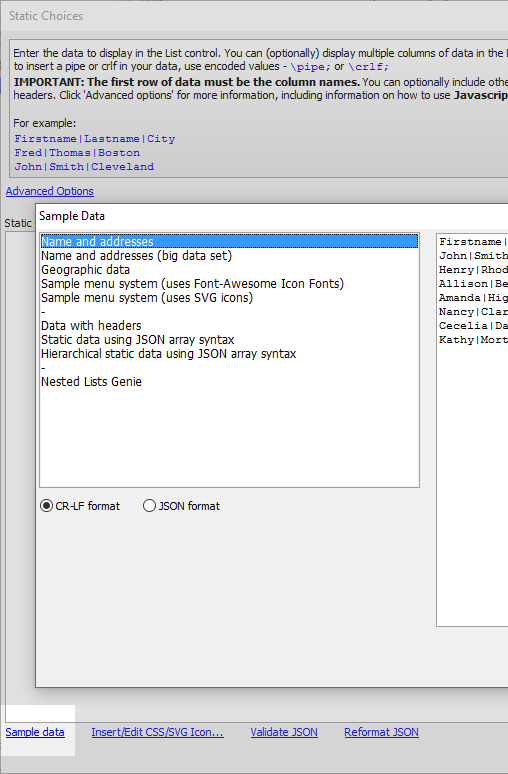 Static Choices
Enter the data to display in the List control. You can (optionally) display multiple columns of data in the
to insert a pipe or crlf in your data, use encoded values - \pipe; or \crlf;
IMPORTANT: The first row of data must be the column names. You can optionally include
headers. Click 'Advanced options' for more information, including information on how to use
For example:
Firstname|Lastname|City
Fred|Thomas|Boston
John|Smith|Cleveland
Advanced Options
Static
Sample Data
Name and addresses
Name and addresses (big data set)
Geographic data
Sample menu system (uses Font-Awesome Icon Fonts)
Sample menu system (uses SVG icons)
-
Data with headers
Static data using JSON array syntax
Hierarchical static data using JSON array syntax
-
Nested Lists Genie
Firstname|
John|Smith
Henry|Rhod
Allison|Be
Amanda|Hig
Nancy|Clar
Cecelia|Da
Kathy|Mort
CR-LF format
JSON format
Sample data
Insert/Edit CSS/SVG Icon...
Validate JSON
Reformat JSON